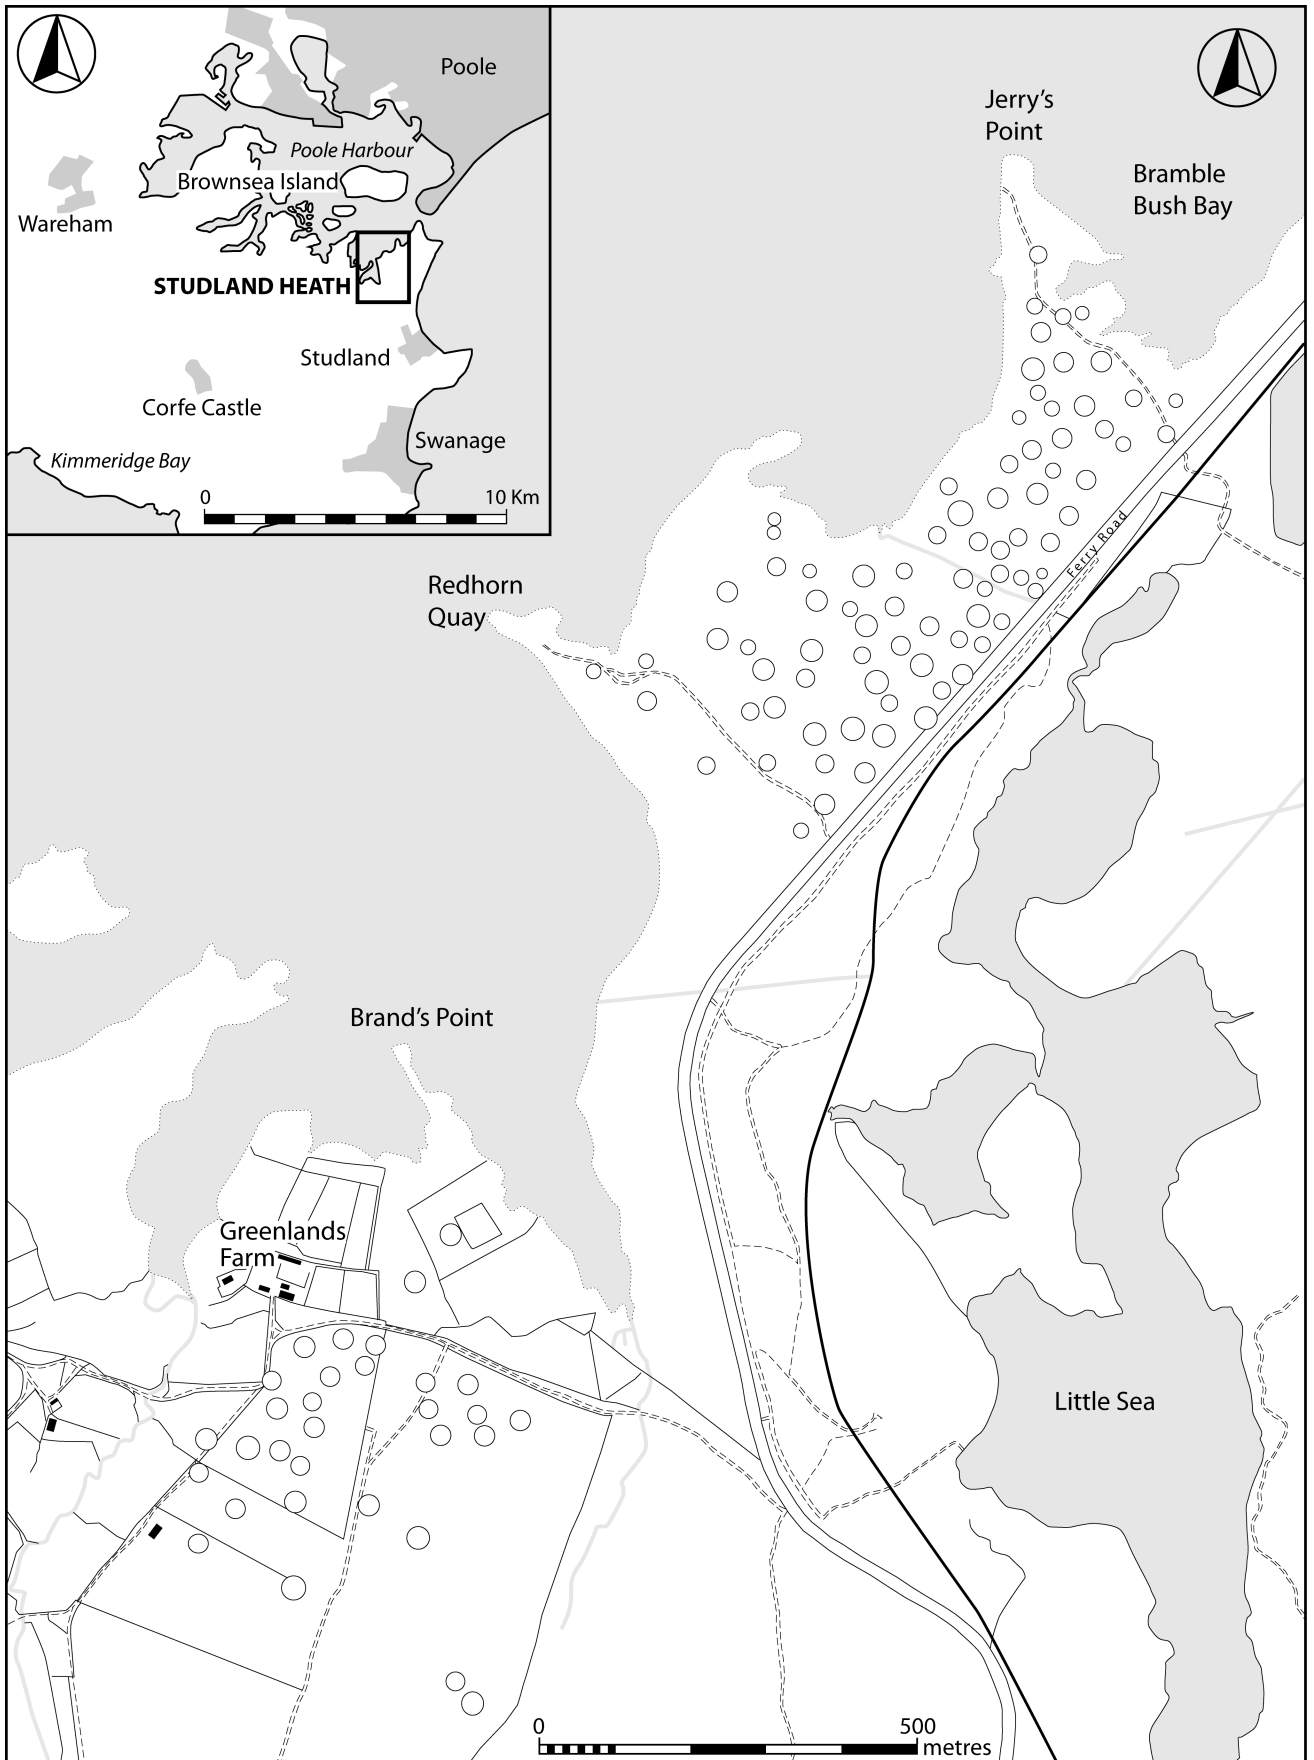 Poole
Poole Harbour
Brownsea Island
Wareham
STUDLAND HEATH
Studland
Corfe Castle
Swanage
Kimmeridge Bay
0
10 Km
Jerry's
Point
Bramble
Bush Bay
Ferry Road
Redhorn
Quay
Brand's Point
Greenlands
Farm
Little Sea
0
500
metres